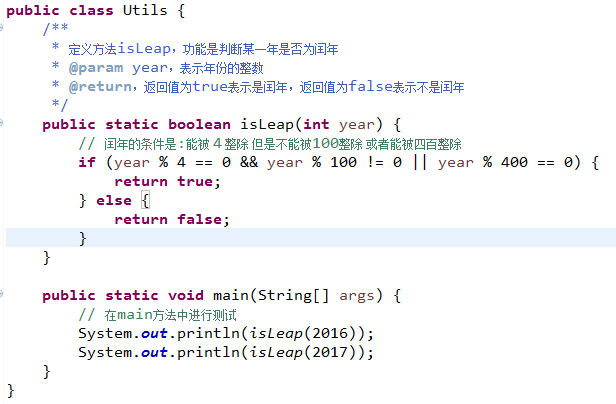 public class Utils {
/**
* 定义方法isLeap，功能是判断某一年是否为闰年
* @param year，表示年份的整数
* @return，返回值为true表示是闰年，返回值为false表示不是闰年
*/
public static boolean isLeap(int year) {
// 闰年的条件是：能被 4 整除 但是不能被100整除 或者能被四百整除
if (year % 4 == 0 && year % 100 != 0 || year % 400 == 0) {
return true;
} else {
return false;
}
}
public static void main(String[] args) {
// 在main方法中进行测试
System.out.println(isLeap(2016));
System.out.println(isLeap(2017));
}
}